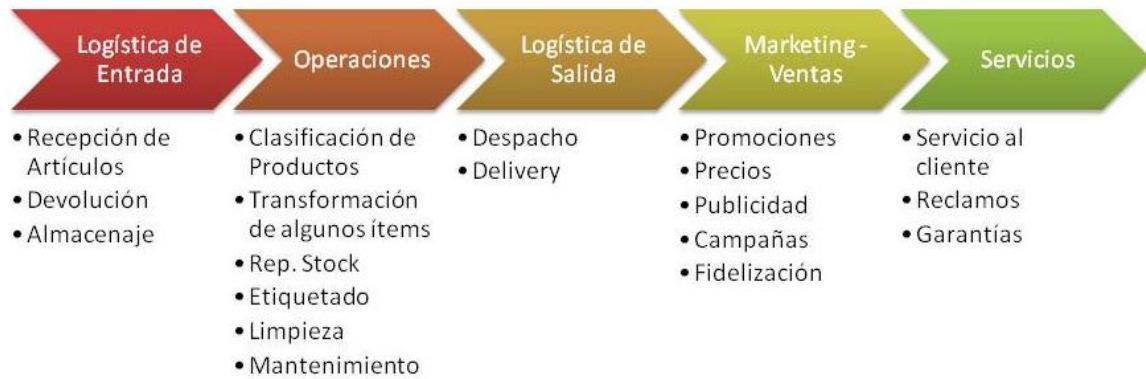 Logística de
Entrada
Operaciones
Logística de
Salida
Marketing -
Ventas
Servicios
• Recepción de
Artículos
• Devolución
• Almacenaje
• Clasificación de
Productos
• Transformación
de algunos ítems
• Rep. Stock
• Etiquetado
• Limpieza
• Mantenimiento
• Despacho
• Delivery
• Promociones
• Precios
• Publicidad
• Campañas
• Fidelización
• Servicio al
cliente
• Reclamos
• Garantías